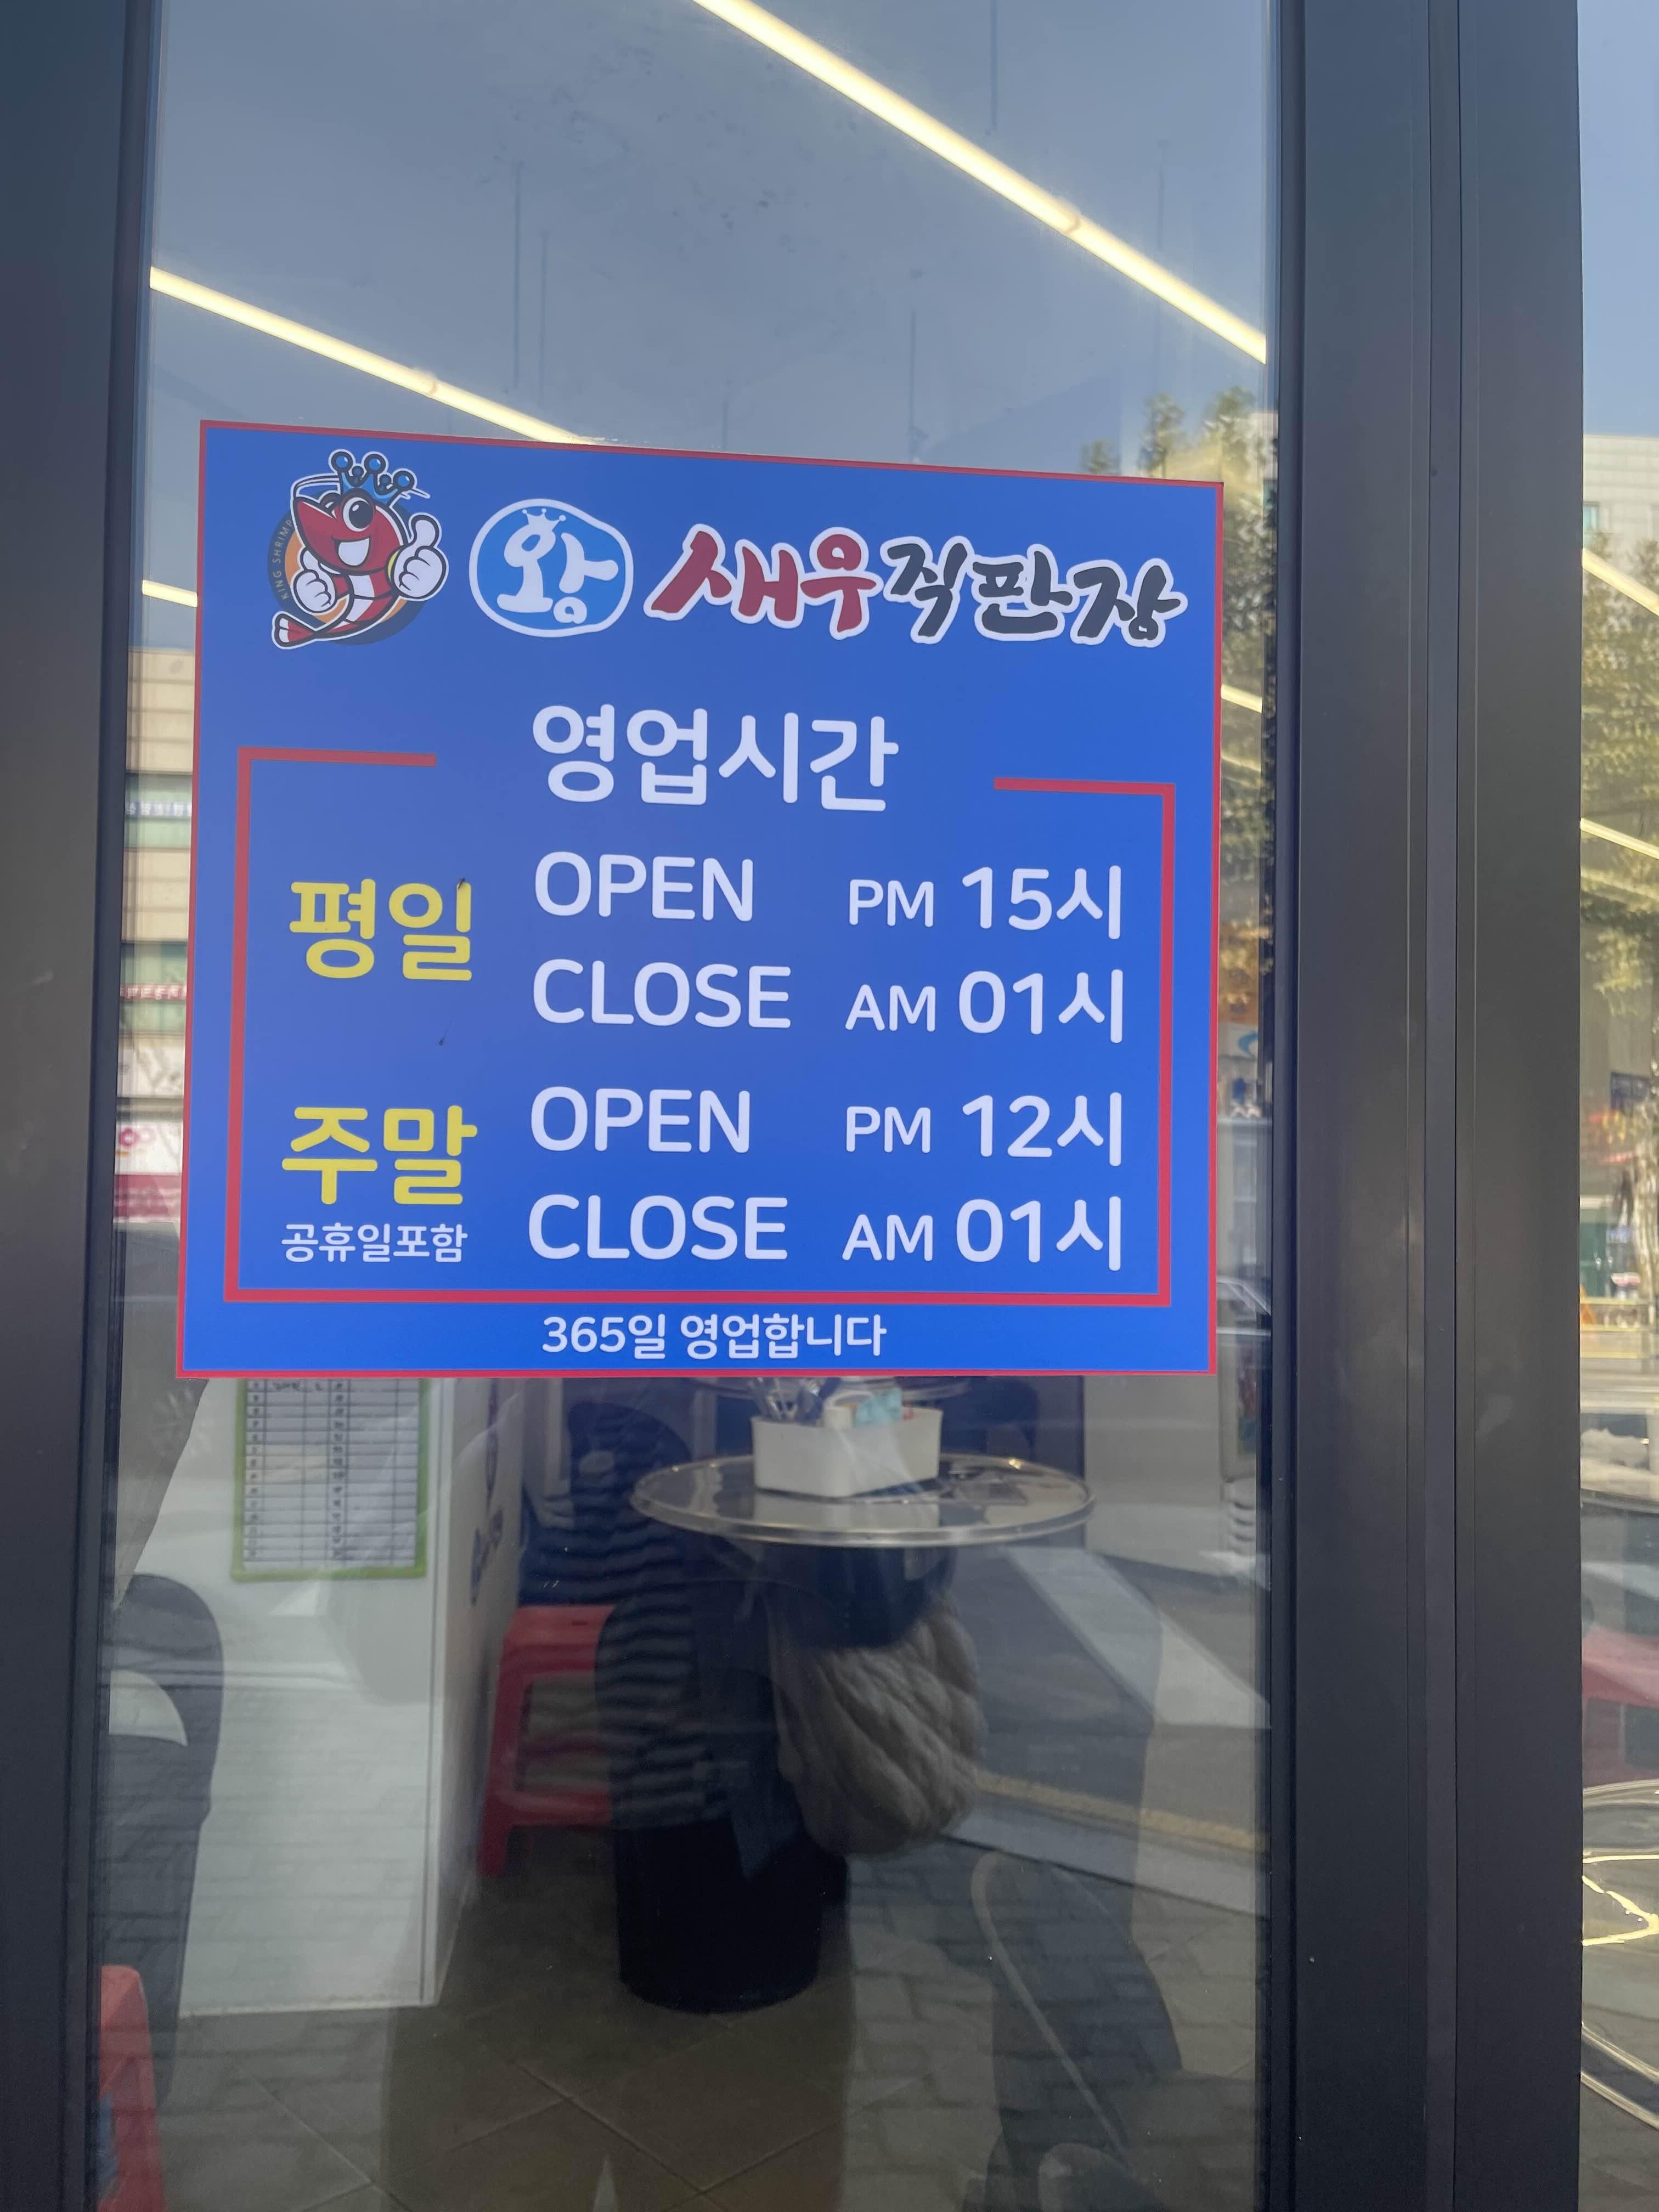 KING SHRIMP
왕 새우직판장
영업시간
평일
OPEN PM 15시
CLOSE AM 01시
주말
공휴일포함
OPEN PM 12시
CLOSE AM 01시
365일 영업합니다